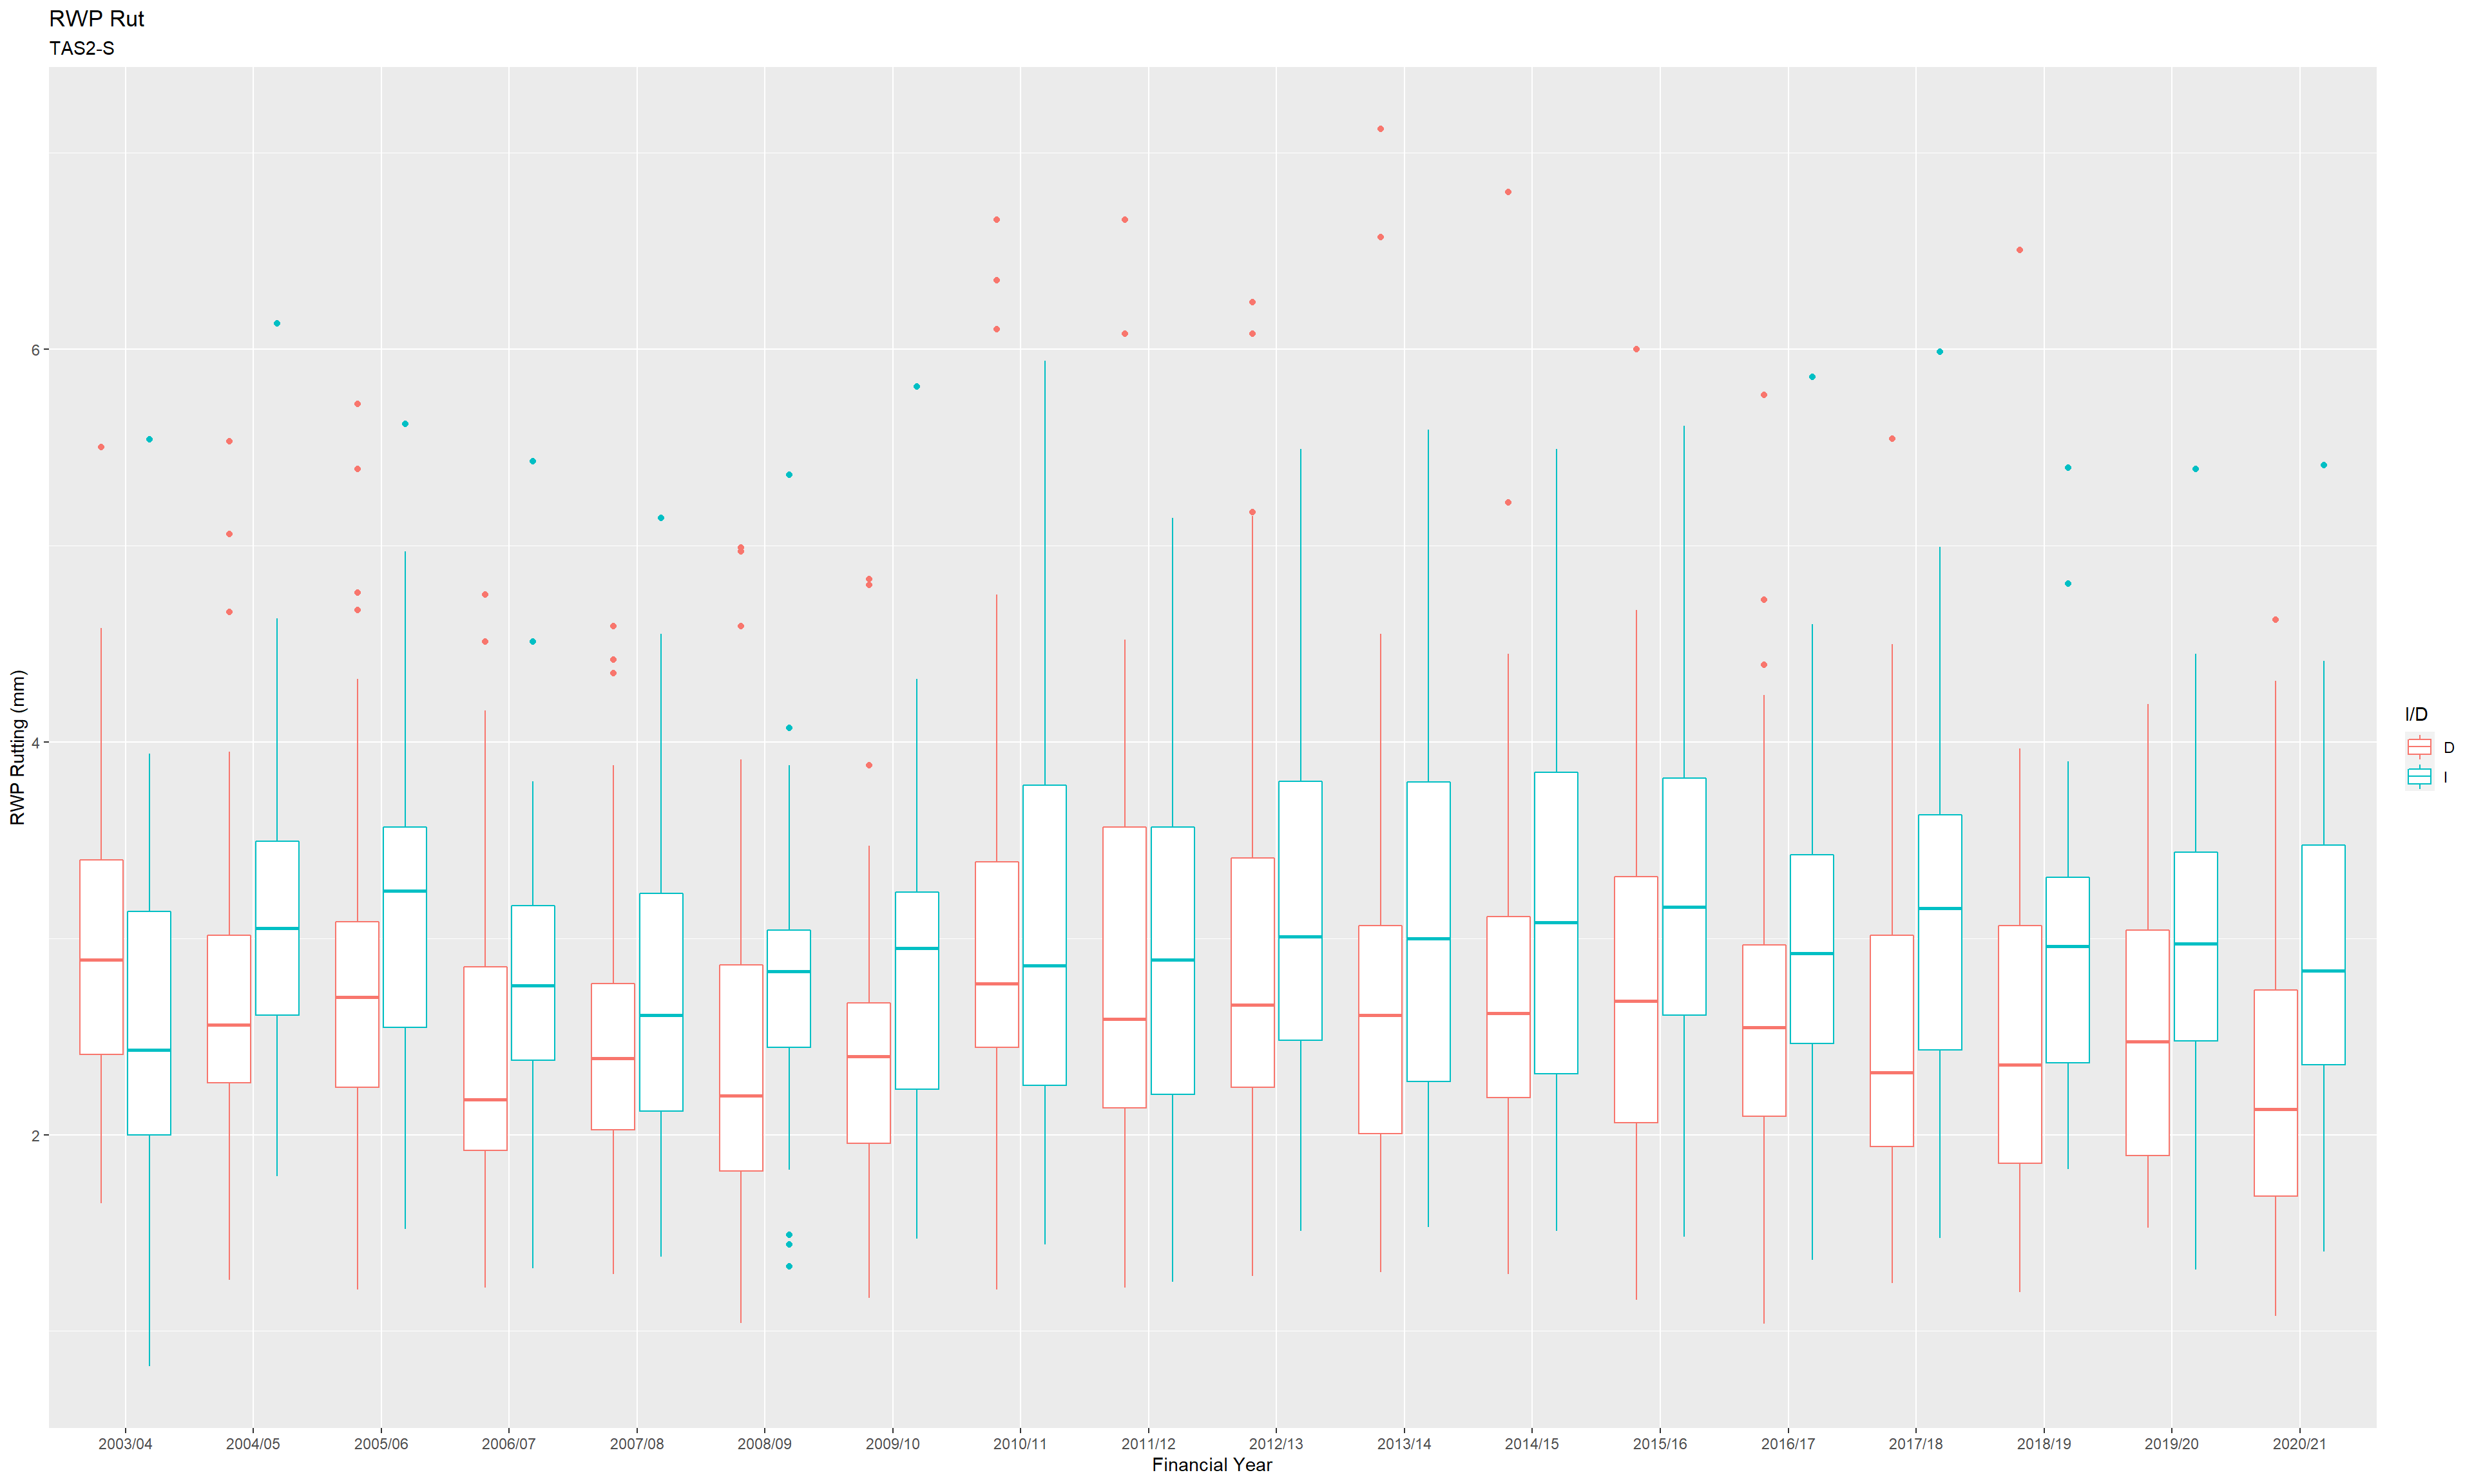 RWP Rut
TAS2-S
RWP Rutting (mm)
6
4
2
2003/04 2004/05 2005/06 2006/07 2007/08 2008/09 2009/10 2010/11 2011/12 2012/13 2013/14 2014/15 2015/16 2016/17 2017/18 2018/19 2019/20 2020/21
Financial Year
I/D
D
I